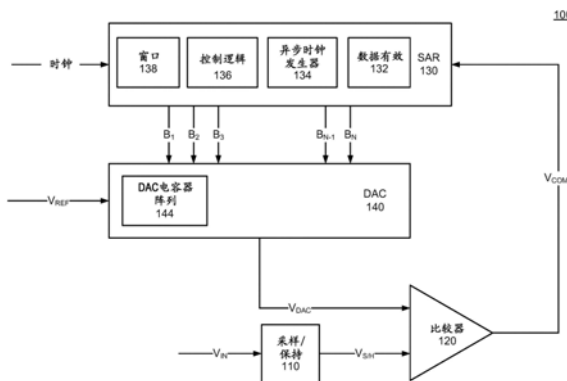 10
时钟
窗口
138
控制逻辑
136
异步时钟
发生器
134
数据有效
132
SAR
130
B1
B2
B3
BN-1
BN
VREF
DAC电容器
阵列
144
DAC
140
VCOM
VDAC
比较器
120
VIN
采样/
保持
110
VS/H